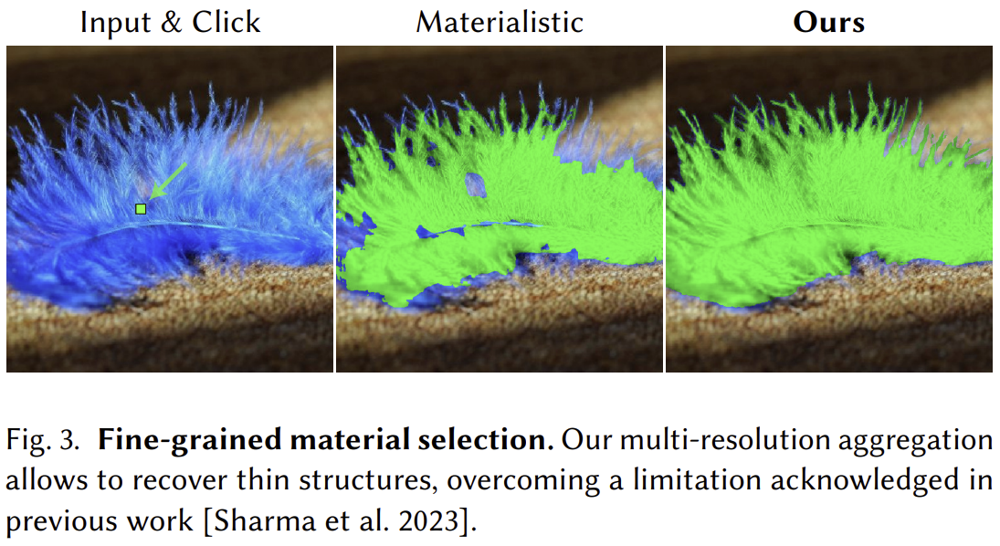 Input & Click
Materialistic
Ours
Fig. 3. Fine-grained material selection. Our multi-resolution aggregation
allows to recover thin structures, overcoming a limitation acknowledged in
previous work [Sharma et al. 2023].